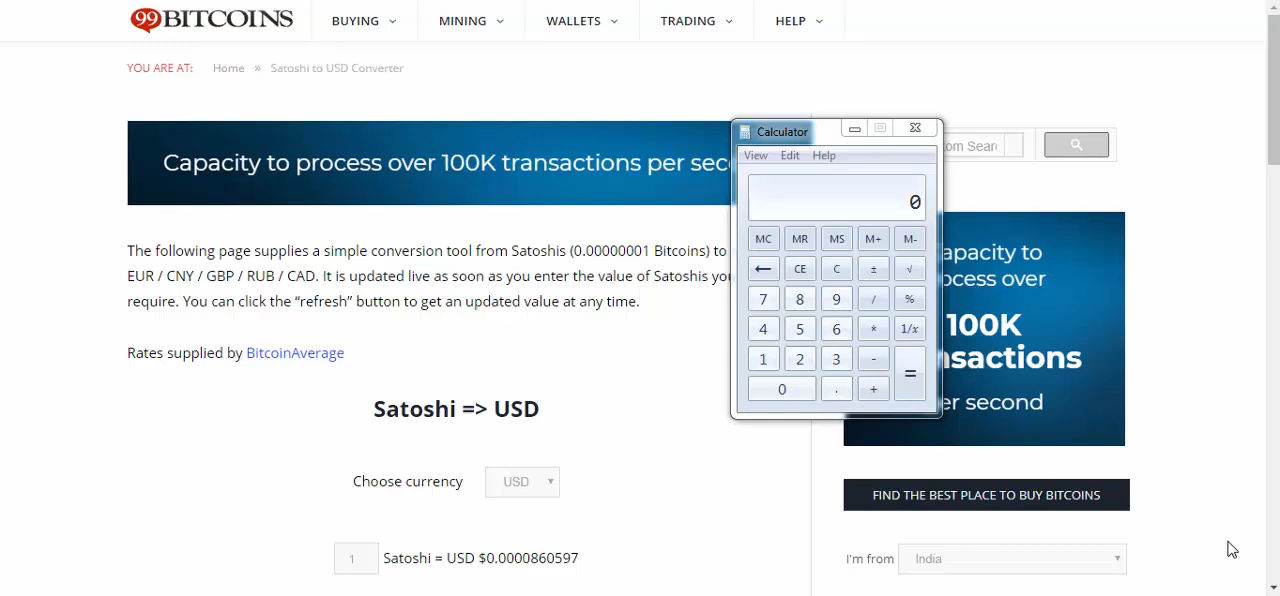 99BITCOINS
BUYING
MINING
WALLETS
TRADING
HELP
YOU ARE AT: Home » Satoshi to USD Converter
Capacity to process over 100K transactions per sec
The following page supplies a simple conversion tool from Satoshis (0.00000001 Bitcoins) to
EUR / CNY / GBP / RUB / CAD. It is updated live as soon as you enter the value of Satoshis you
require. You can click the “refresh” button to get an updated value at any time.
Rates supplied by BitcoinAverage
Satoshi => USD
Choose currency USD
1 Satoshi = USD $0.0000860597
Calculator
View Edit Help
0
MC MR MS M+ M-
← CE C ± √
7 8 9 / %
4 5 6 * 1/x
1 2 3 - =
0 . +
om Sear
apacity to
ocess over
100K
nsactions
er second
FIND THE BEST PLACE TO BUY BITCOINS
I'm from India